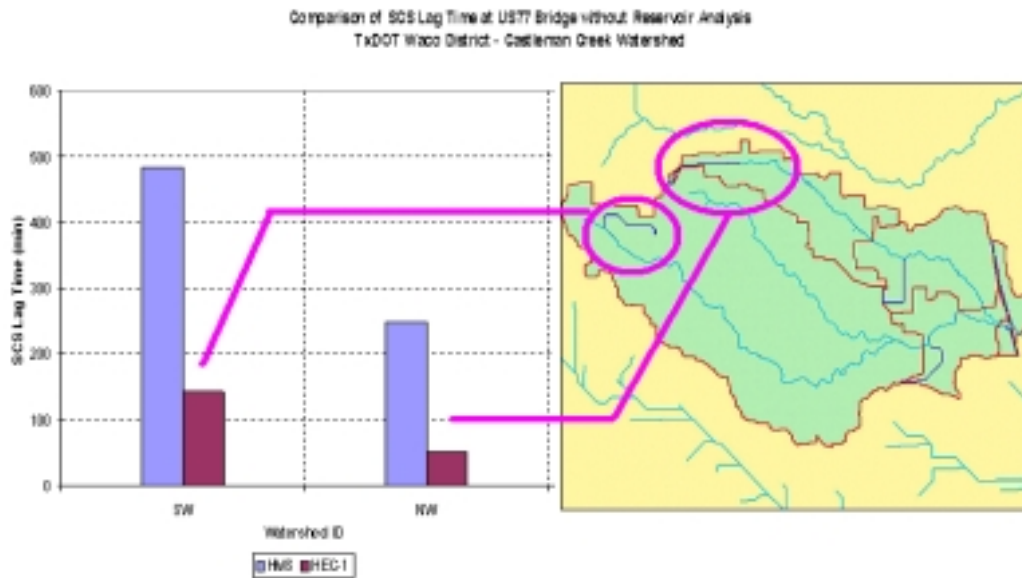 Comparison of SCS Lag Time at US77 Bridge without Reservoir Analysis
TxDOT Waco District - Castleman Creek Watershed
SCS Lag Time (min)
600
500
400
300
200
100
0
SW NW
Watershed ID
HMS HEC-1